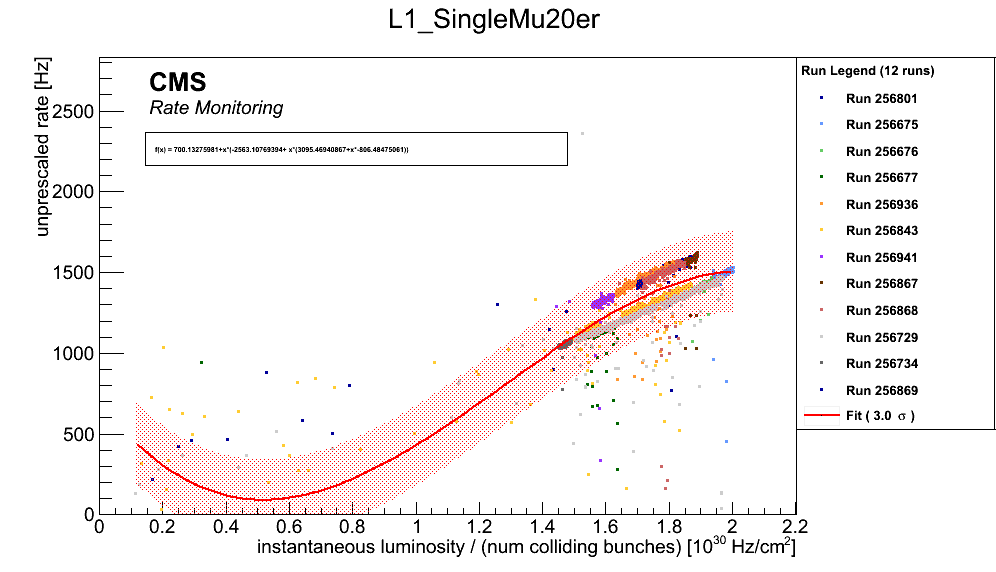 L1_SingleMu20er
unprescaled rate [Hz]
CMS
Rate Monitoring
f(x) = 700.13275981+x*(-2563.10769394+ x*(3095.46940867+x*-806.48475061))
2500
2000
1500
1000
500
0
0 0.2 0.4 0.6 0.8 1 1.2 1.4 1.6 1.8 2 2.2
instantaneous luminosity / (num colliding bunches) [10^30 Hz/cm^2]
Run Legend (12 runs)
Run 256801
Run 256675
Run 256676
Run 256677
Run 256936
Run 256843
Run 256941
Run 256867
Run 256868
Run 256729
Run 256734
Run 256869
Fit ( 3.0 σ )